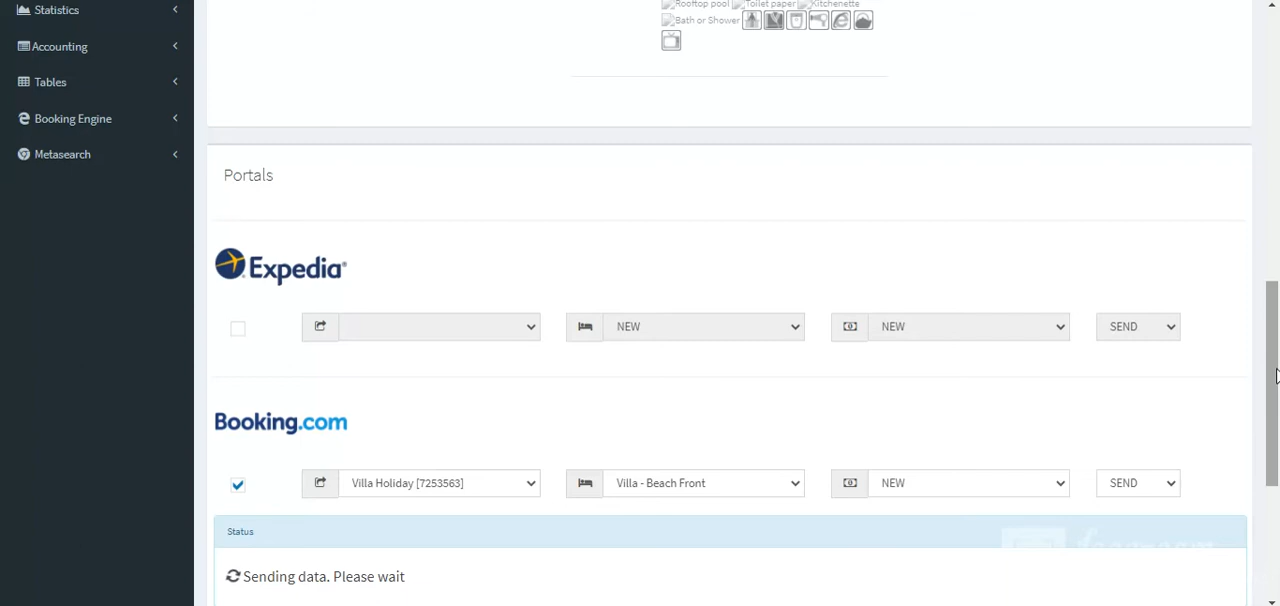 Statistics
Rooftop pool Toilet paper Kitchenette
Bath or Shower
Accounting
Tables
Booking Engine
Metasearch
Portals
Expedia®
NEW NEW SEND
Booking.com
Villa Holiday [7253563] Villa - Beach Front NEW SEND
Status
Sending data. Please wait